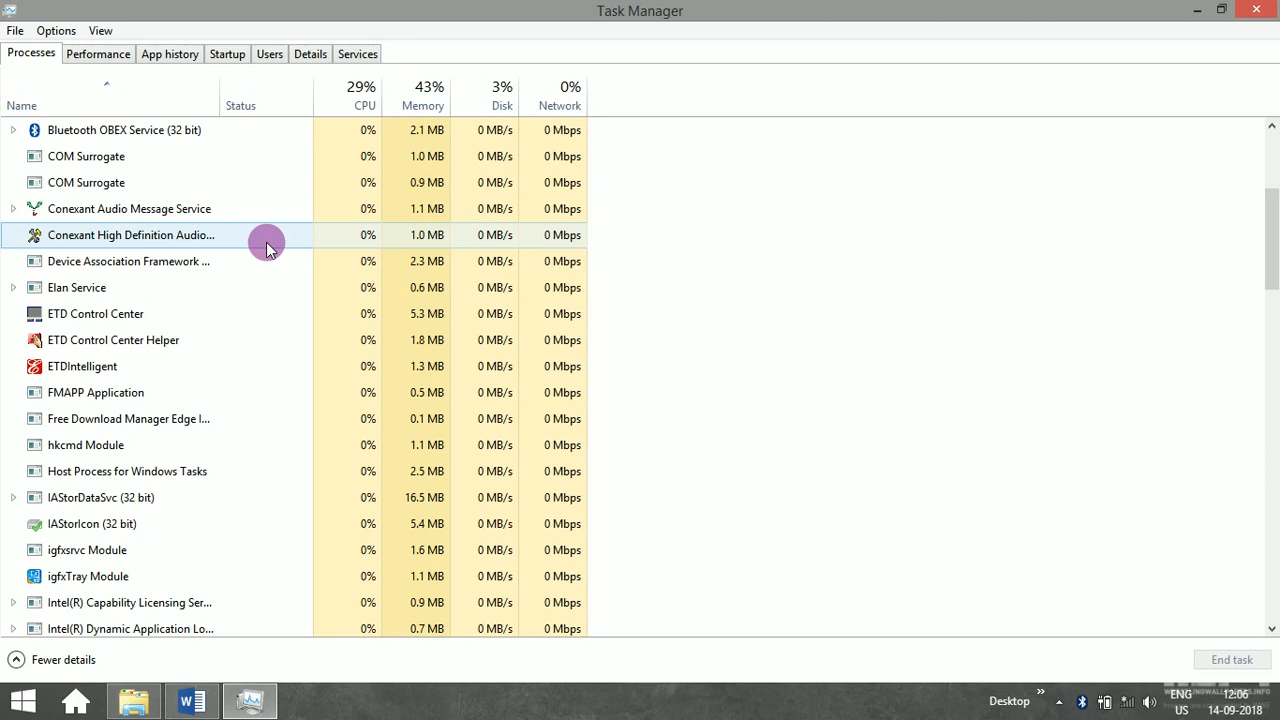 Task Manager
File Options View
Processes Performance App history Startup Users Details Services
29% 43% 3% 0%
Name Status CPU Memory Disk Network
Bluetooth OBEX Service (32 bit) 0% 2.1 MB 0 MB/s 0 Mbps
COM Surrogate 0% 1.0 MB 0 MB/s 0 Mbps
COM Surrogate 0% 0.9 MB 0 MB/s 0 Mbps
Conexant Audio Message Service 0% 1.1 MB 0 MB/s 0 Mbps
Conexant High Definition Audio... 0% 1.0 MB 0 MB/s 0 Mbps
Device Association Framework ... 0% 2.3 MB 0 MB/s 0 Mbps
Elan Service 0% 0.6 MB 0 MB/s 0 Mbps
ETD Control Center 0% 5.3 MB 0 MB/s 0 Mbps
ETD Control Center Helper 0% 1.8 MB 0 MB/s 0 Mbps
ETDIntelligent 0% 1.3 MB 0 MB/s 0 Mbps
FMAPP Application 0% 0.5 MB 0 MB/s 0 Mbps
Free Download Manager Edge I... 0% 0.1 MB 0 MB/s 0 Mbps
hkcmd Module 0% 1.1 MB 0 MB/s 0 Mbps
Host Process for Windows Tasks 0% 2.5 MB 0 MB/s 0 Mbps
IAStorDataSvc (32 bit) 0% 16.5 MB 0 MB/s 0 Mbps
IAStorIcon (32 bit) 0% 5.4 MB 0 MB/s 0 Mbps
igfxsrvc Module 0% 1.6 MB 0 MB/s 0 Mbps
igfxTray Module 0% 1.1 MB 0 MB/s 0 Mbps
Intel(R) Capability Licensing Ser... 0% 0.9 MB 0 MB/s 0 Mbps
Intel(R) Dynamic Application Lo... 0% 0.7 MB 0 MB/s 0 Mbps
Fewer details End task
Desktop ENG 12:06
US 14-09-2018